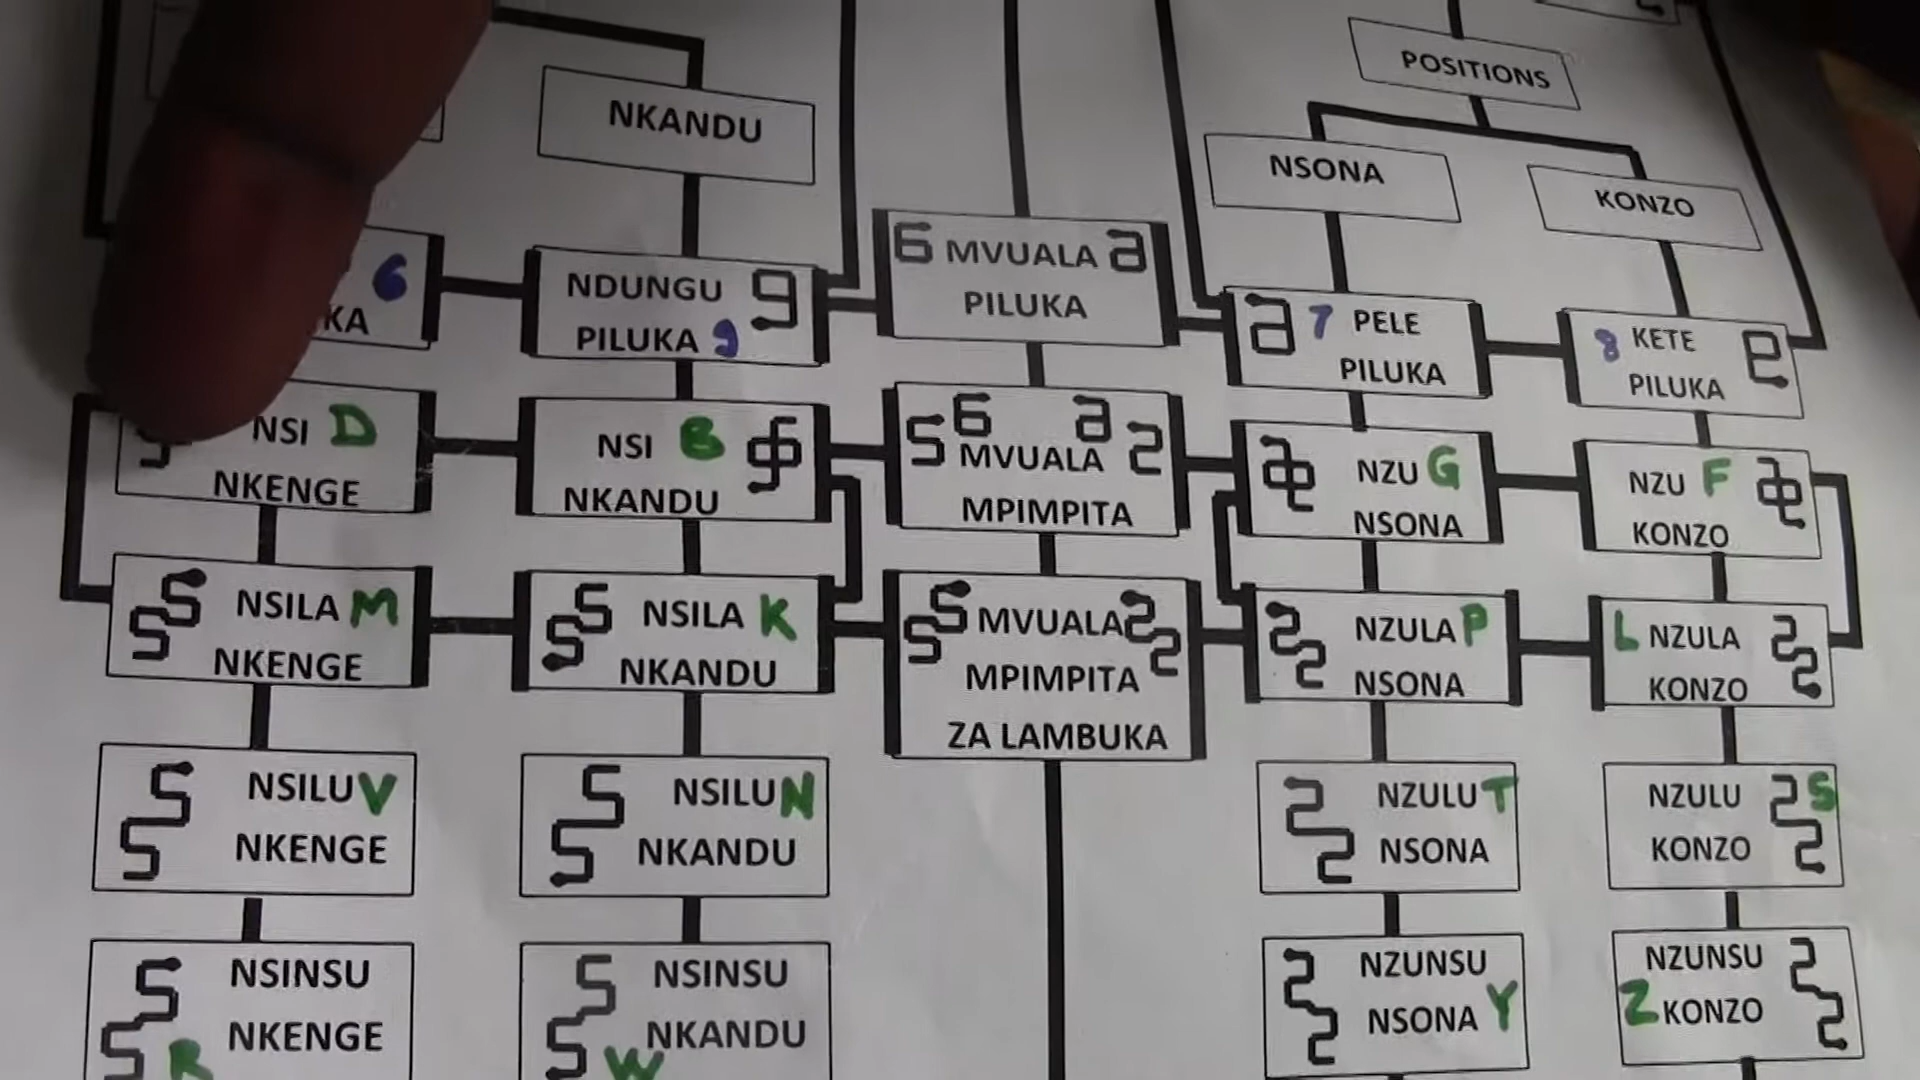 POSITIONS
NKANDU
NSONA
KONZO
6
KA
NDUNGU
PILUKA 9
MVUALA
PILUKA
7 PELE
PILUKA
8 KETE
PILUKA
NSI D
NKENGE
NSI B
NKANDU
MVUALA
MPIMPITA
NZU G
NSONA
NZU F
KONZO
NSILA M
NKENGE
NSILA K
NKANDU
MVUALA
MPIMPITA
ZA LAMBUKA
NZULA P
NSONA
L NZULA
KONZO
NSILU V
NKENGE
NSILU N
NKANDU
NZULU T
NSONA
NZULU S
KONZO
NSINSU
NKENGE
R
NSINSU
NKANDU
W
NZUNSU
NSONA Y
NZUNSU
Z KONZO